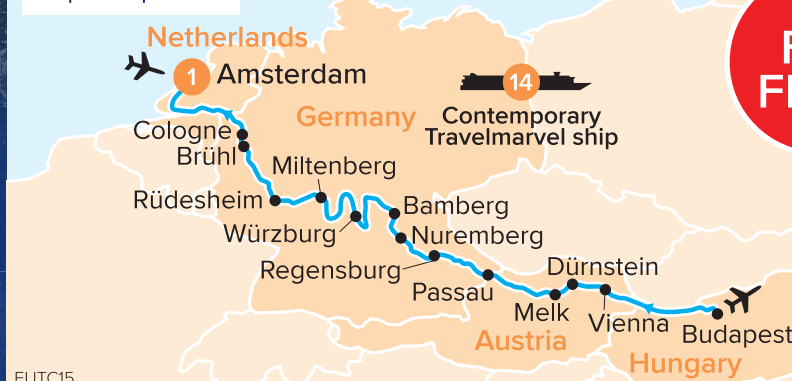 Netherlands
1 Amsterdam
14
Germany
Contemporary
Travelmarvel ship
Cologne
Brühl
Miltenberg
Rüdesheim
Bamberg
Würzburg
Nuremberg
Regensburg
Dürnstein
Passau
Melk
Vienna
Budapest
Austria
Hungary
EUTC15